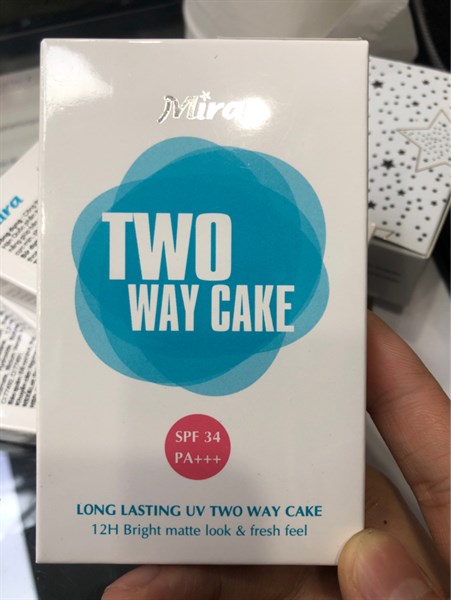 Mira
TWO
WAY CAKE
SPF 34
PA+++
LONG LASTING UV TWO WAY CAKE
12H Bright matte look & fresh feel